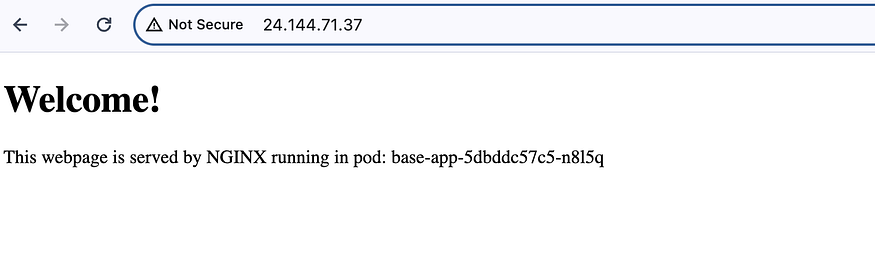 Not Secure 24.144.71.37
Welcome!
This webpage is served by NGINX running in pod: base-app-5dbddc57c5-n8l5q